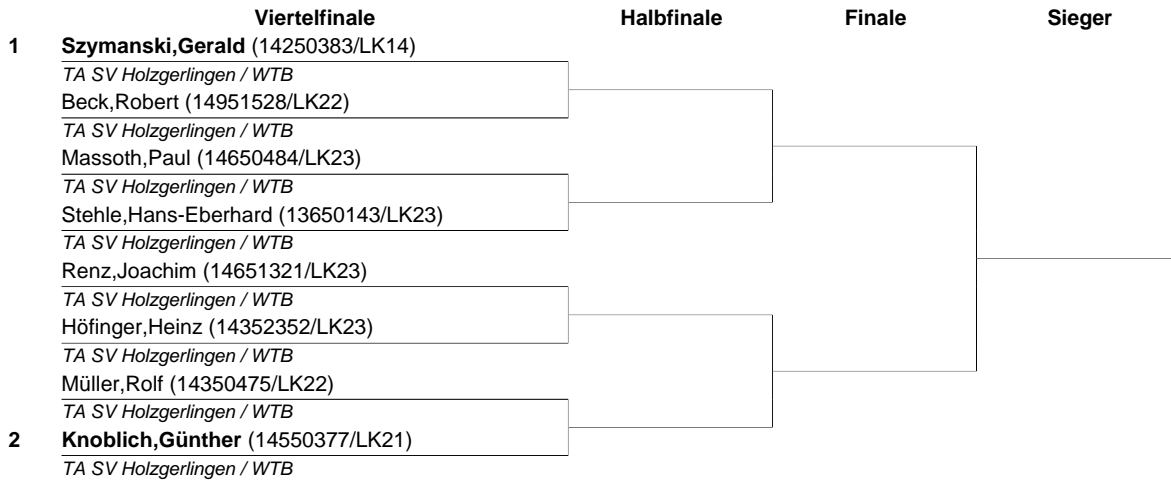 Viertelfinale Halbfinale Finale Sieger
1 Szymanski,Gerald (14250383/LK14)
TA SV Holzgerlingen / WTB
Beck,Robert (14951528/LK22)
TA SV Holzgerlingen / WTB
Massoth,Paul (14650484/LK23)
TA SV Holzgerlingen / WTB
Stehle,Hans-Eberhard (13650143/LK23)
TA SV Holzgerlingen / WTB
Renz,Joachim (14651321/LK23)
TA SV Holzgerlingen / WTB
Höfinger,Heinz (14352352/LK23)
TA SV Holzgerlingen / WTB
Müller,Rolf (14350475/LK22)
TA SV Holzgerlingen / WTB
2 Knoblich,Günther (14550377/LK21)
TA SV Holzgerlingen / WTB